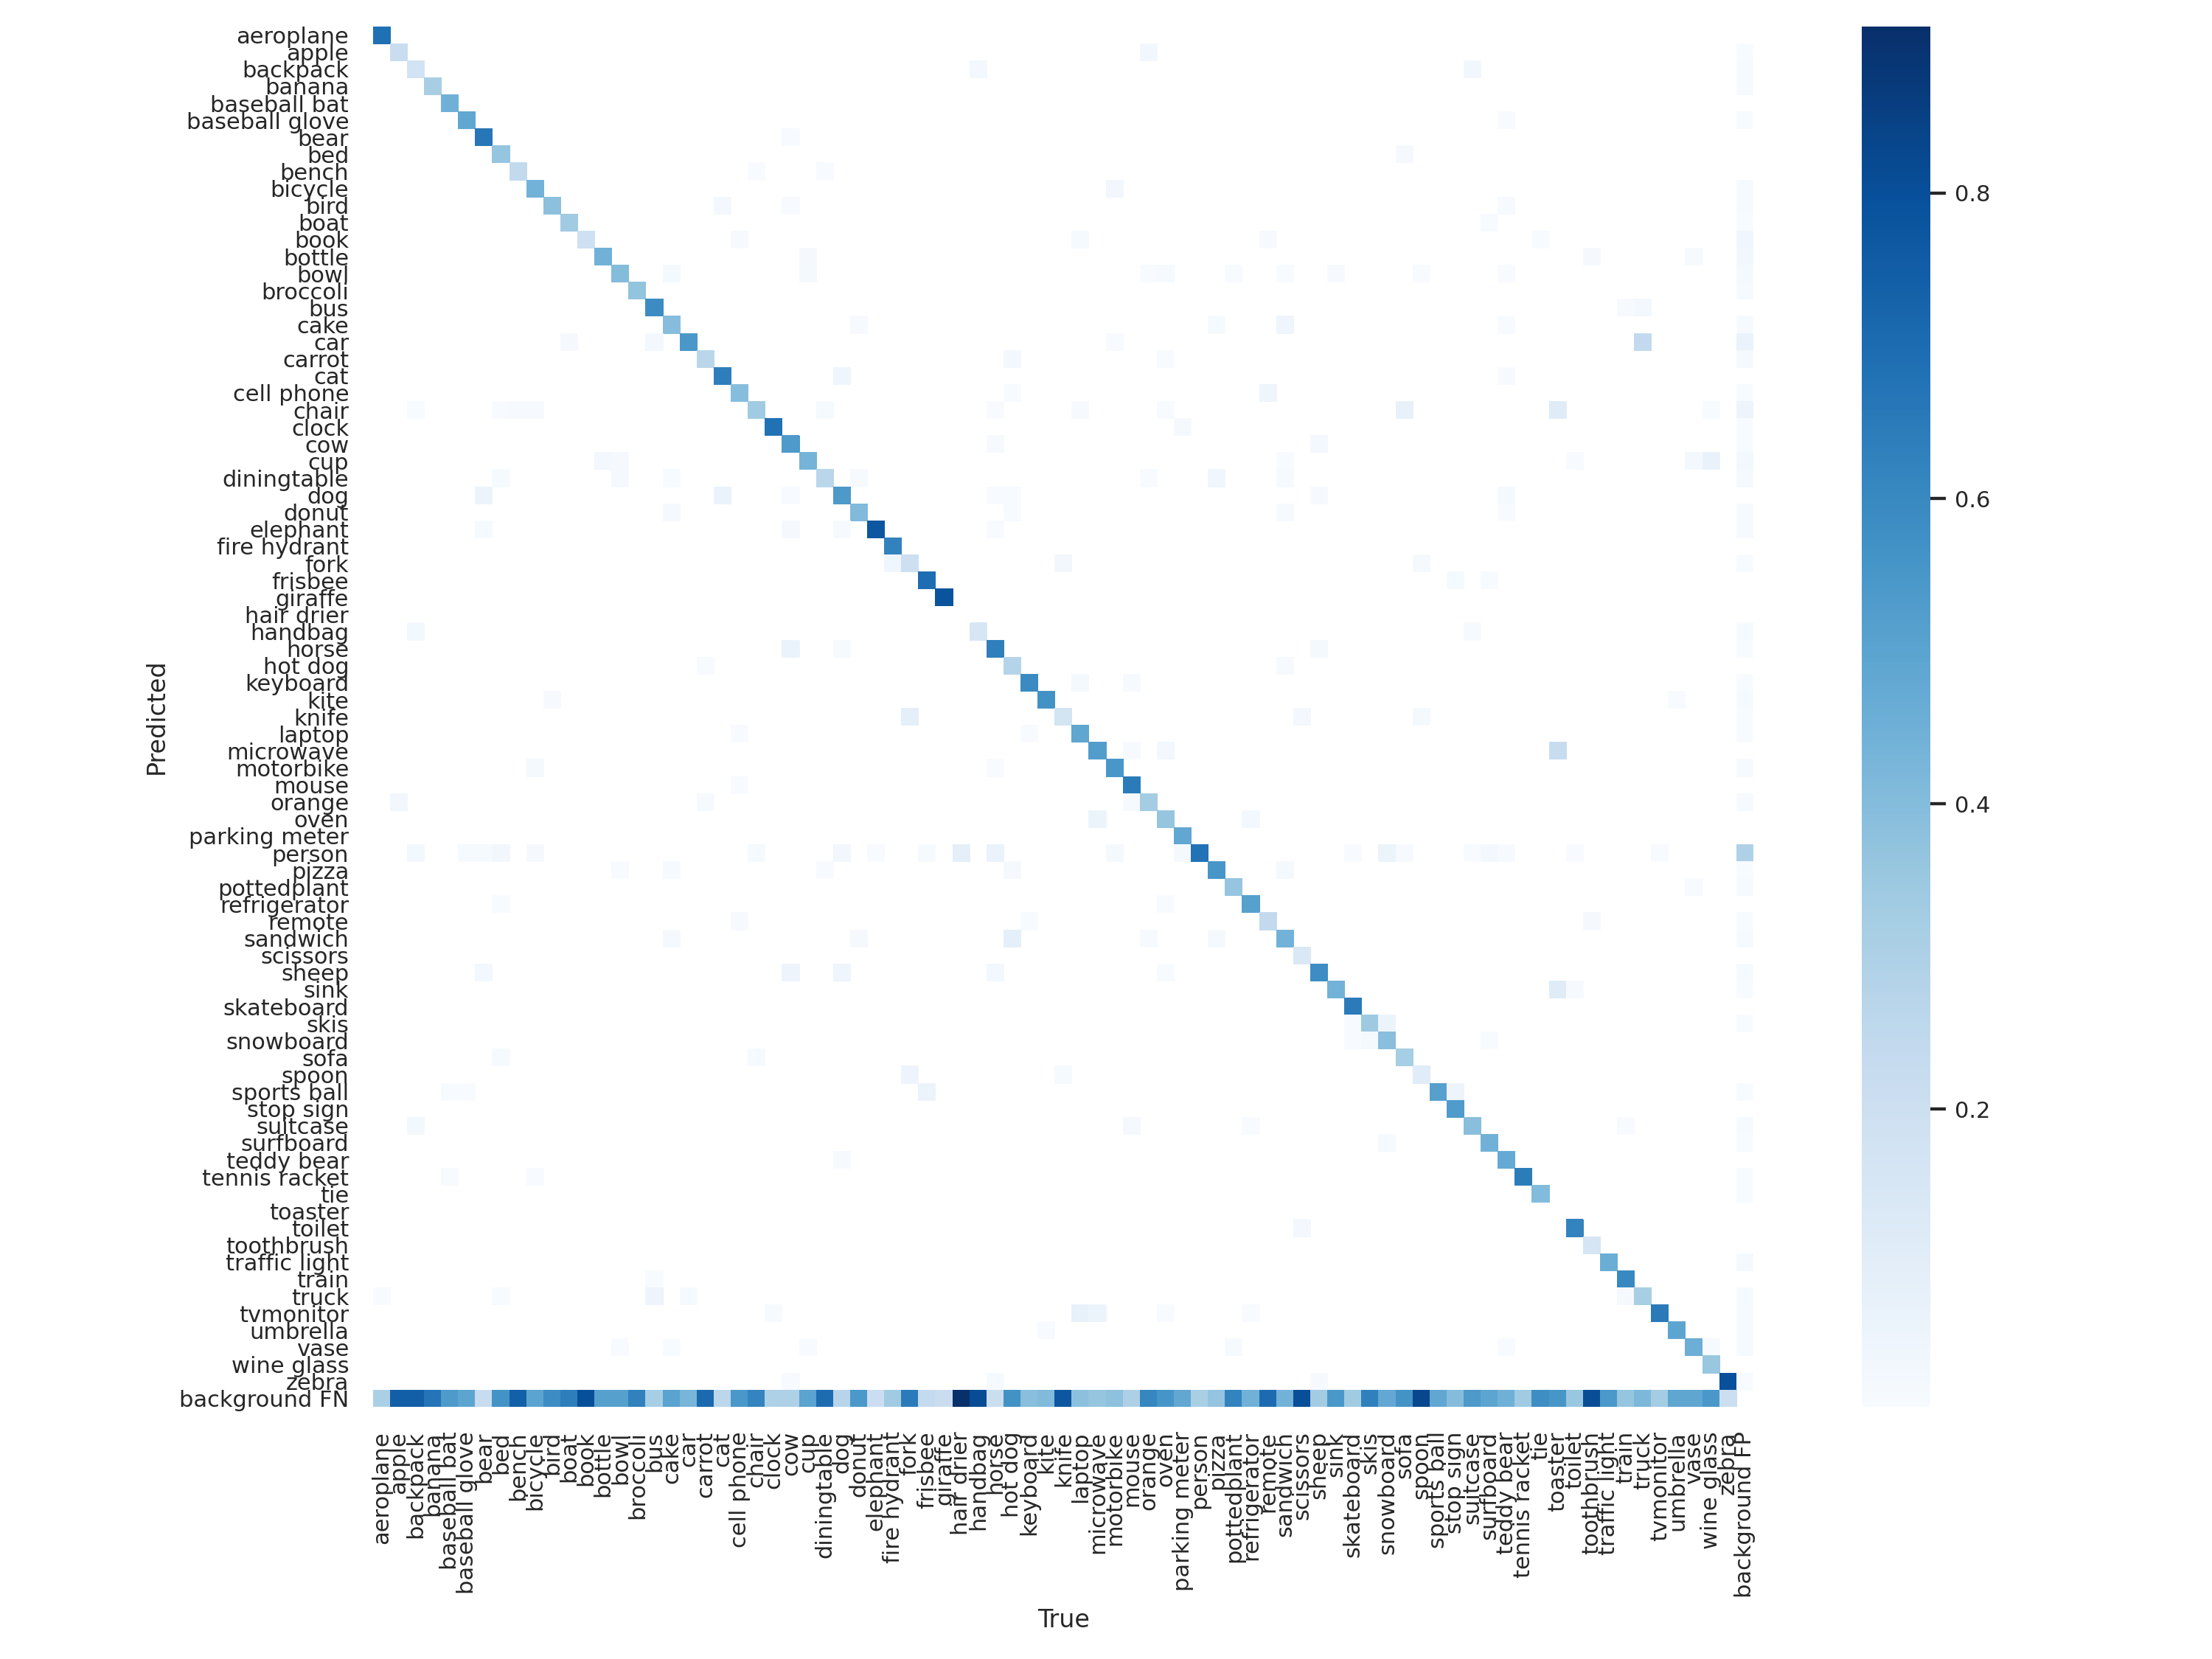 aeroplane
apple
backpack
banana
baseball bat
baseball glove
bear
bed
bench
bicycle
bird
boat
book
bottle
bowl
broccoli
bus
cake
car
carrot
cat
cell phone
chair
clock
cow
cup
diningtable
dog
donut
elephant
fire hydrant
fork
frisbee
giraffe
hair drier
handbag
horse
hot dog
keyboard
kite
knife
laptop
microwave
motorbike
mouse
orange
oven
parking meter
person
pizza
pottedplant
refrigerator
remote
sandwich
scissors
sheep
sink
skateboard
skis
snowboard
sofa
spoon
sports ball
stop sign
suitcase
surfboard
teddy bear
tennis racket
tie
toaster
toilet
toothbrush
traffic light
train
truck
tvmonitor
umbrella
vase
wine glass
zebra
background FN
Predicted
aeroplane
apple
backpack
banana
baseball bat
baseball glove
bear
bed
bench
bicycle
bird
boat
book
bottle
bowl
broccoli
bus
cake
car
carrot
cat
cell phone
chair
clock
cow
cup
diningtable
dog
donut
elephant
fire hydrant
fork
frisbee
giraffe
hair drier
handbag
horse
hot dog
keyboard
kite
knife
laptop
microwave
motorbike
mouse
orange
oven
parking meter
person
pizza
pottedplant
refrigerator
remote
sandwich
scissors
sheep
sink
skateboard
skis
snowboard
sofa
spoon
sports ball
stop sign
suitcase
surfboard
teddy bear
tennis racket
tie
toaster
toilet
toothbrush
traffic light
train
truck
tvmonitor
umbrella
vase
wine glass
zebra
background FP
True
0.8
0.6
0.4
0.2